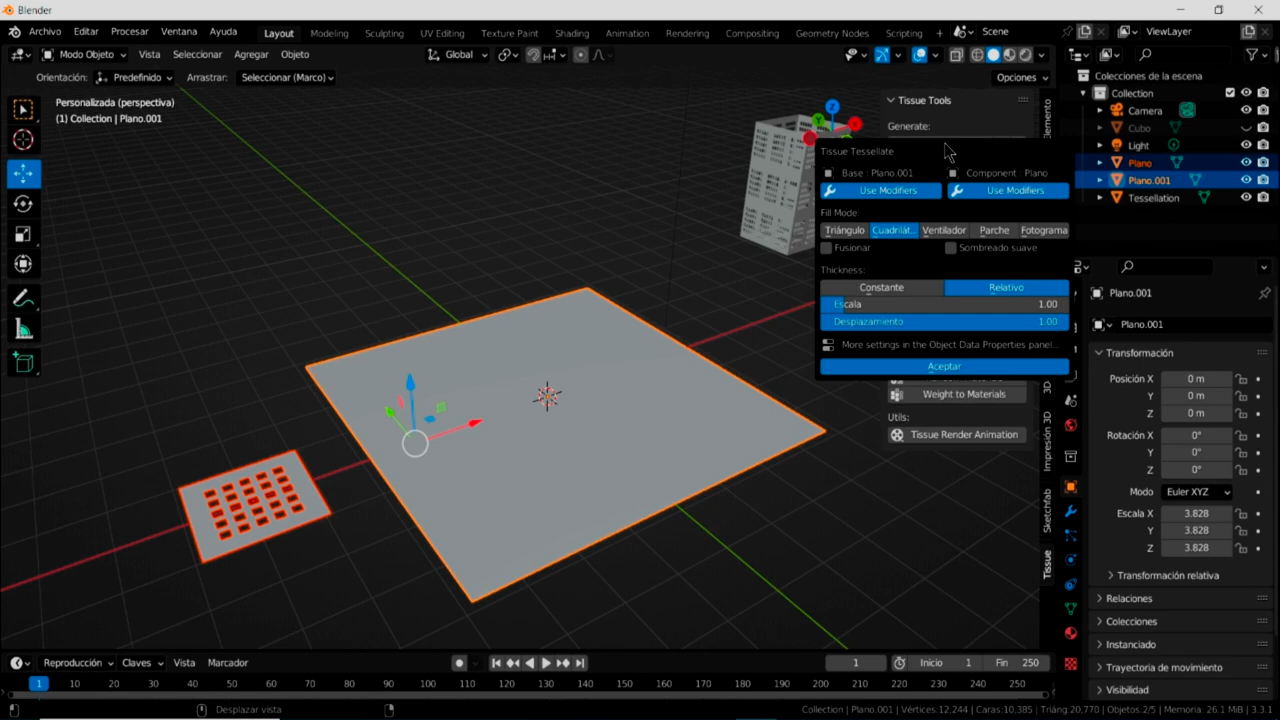 Blender
Archivo Editar Procesar Ventana Ayuda Layout Modeling Sculpting UV Editing Texture Paint Shading Animation Rendering Compositing Geometry Nodes Scripting + Scene ViewLayer
Modo Objeto Vista Seleccionar Agregar Objeto Global
Orientación: Predefinido Arrastrar: Seleccionar (Marco) Opciones
Personalizada (perspectiva)
(1) Collection | Plano.001
Tissue Tools
Generate:
Tissue Tessellate
Base : Plano.001 Component : Plano
Use Modifiers Use Modifiers
Fill Mode
Triángulo Cuadrilát... Ventilador Parche Fotograma
Fusionar Sombreado suave
Thickness:
Constante Relativo
Escala 1.00
Desplazamiento 1.00
More settings in the Object Data Properties panel...
Aceptar
Weight to Materials
Utils:
Tissue Render Animation
Elemento
Impresión 3D
Sketchfab
Tissue
Colecciones de la escena
Collection
Camera
Cubo
Light
Plano
Plano.001
Tessellation
Plano.001
Plano.001
Transformación
Posición X 0 m
Y 0 m
Z 0 m
Rotación X 0°
Y 0°
Z 0°
Modo Euler XYZ
Escala X 3.828
Y 3.828
Z 3.828
Transformación relativa
Relaciones
Colecciones
Instanciado
Trayectoria de movimiento
Visibilidad
Reproducción Claves Vista Marcador 1 Inicio 1 Fin 250
1 10 20 30 40 50 60 70 80 90 100 110 120 130 140 150 160 170 180 190 200 210 220 230 240 250
Desplazar vista
Collection | Plano.001 | Vértices:12,244 | Caras:10,385 | Triáng:20,770 | Objetos:2/5 | Memoria: 26.1 MiB | 3.3.1